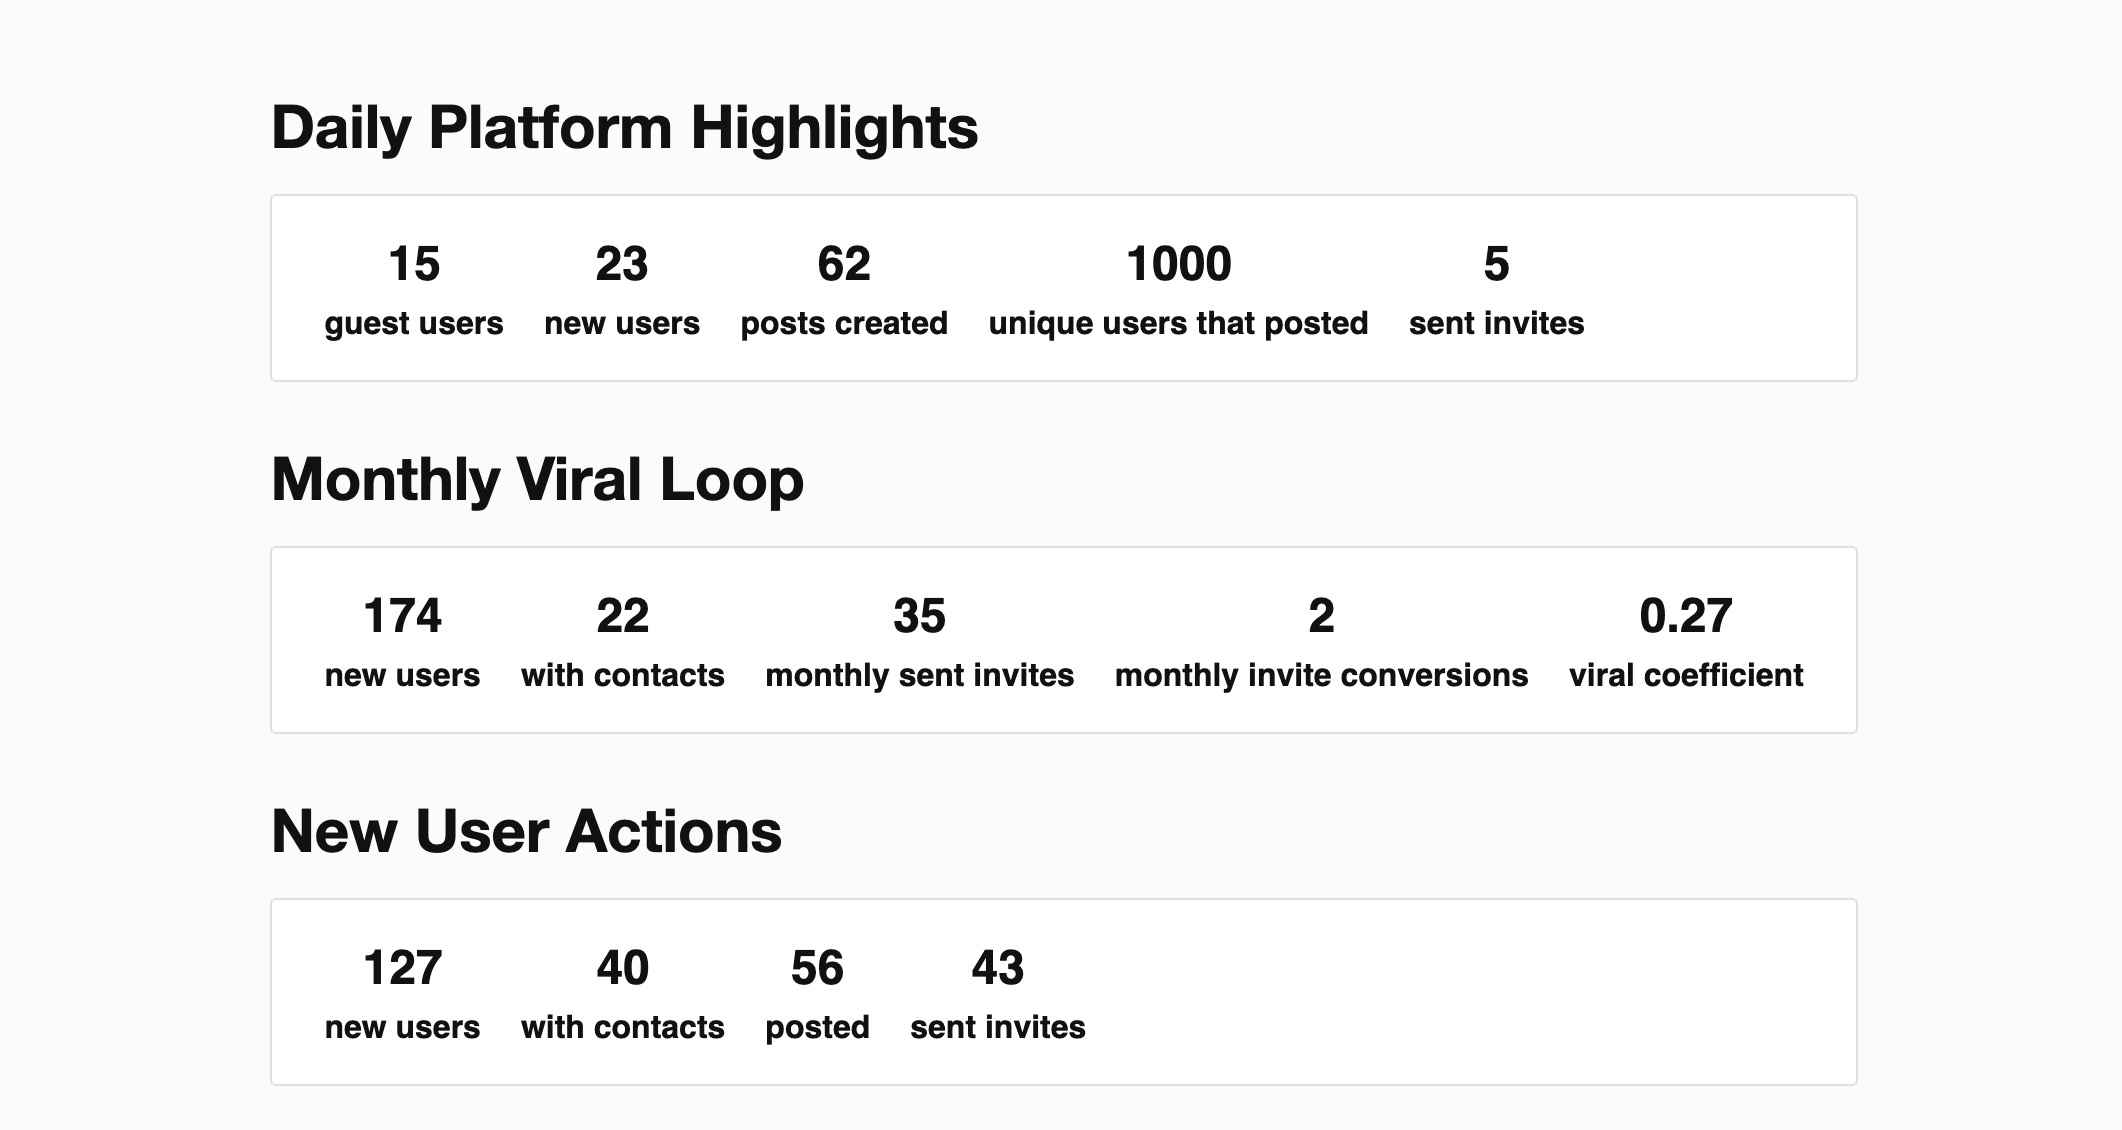 Daily Platform Highlights
15 23 62 1000 5
guest users new users posts created unique users that posted sent invites
Monthly Viral Loop
174 22 35 2 0.27
new users with contacts monthly sent invites monthly invite conversions viral coefficient
New User Actions
127 40 56 43
new users with contacts posted sent invites